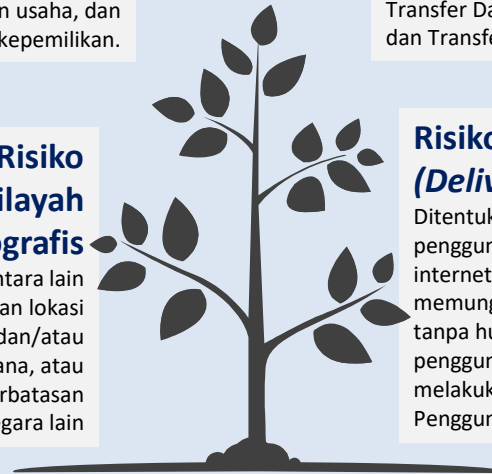 n usaha, dan
kepemilikan.
Transfer Da
dan Transfe
Risiko
ilayah
ografis
ntara lain
an lokasi
dan/atau
ana, atau
rbatasan
gara lain
Risiko
(Deliv
Ditentuk
penggun
internet
memung
tanpa hu
penggun
melakuk
Penggun